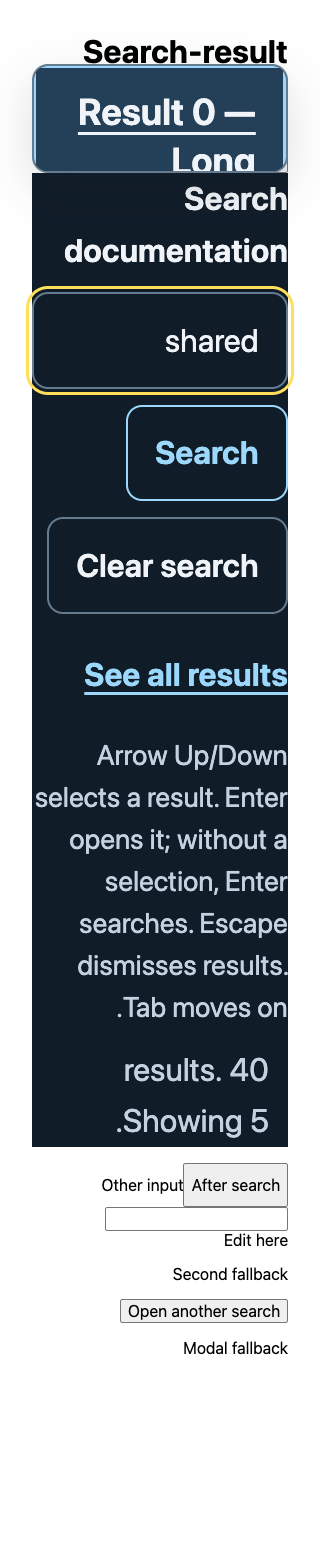 Search-result
Result 0 —
Long
Search
documentation
shared
Search
Clear search
See all results
Arrow Up/Down
selects a result. Enter
opens it; without a
selection, Enter
searches. Escape
dismisses results.
.Tab moves on
results. 40
.Showing 5
Other input After search
Edit here
Second fallback
Open another search
Modal fallback